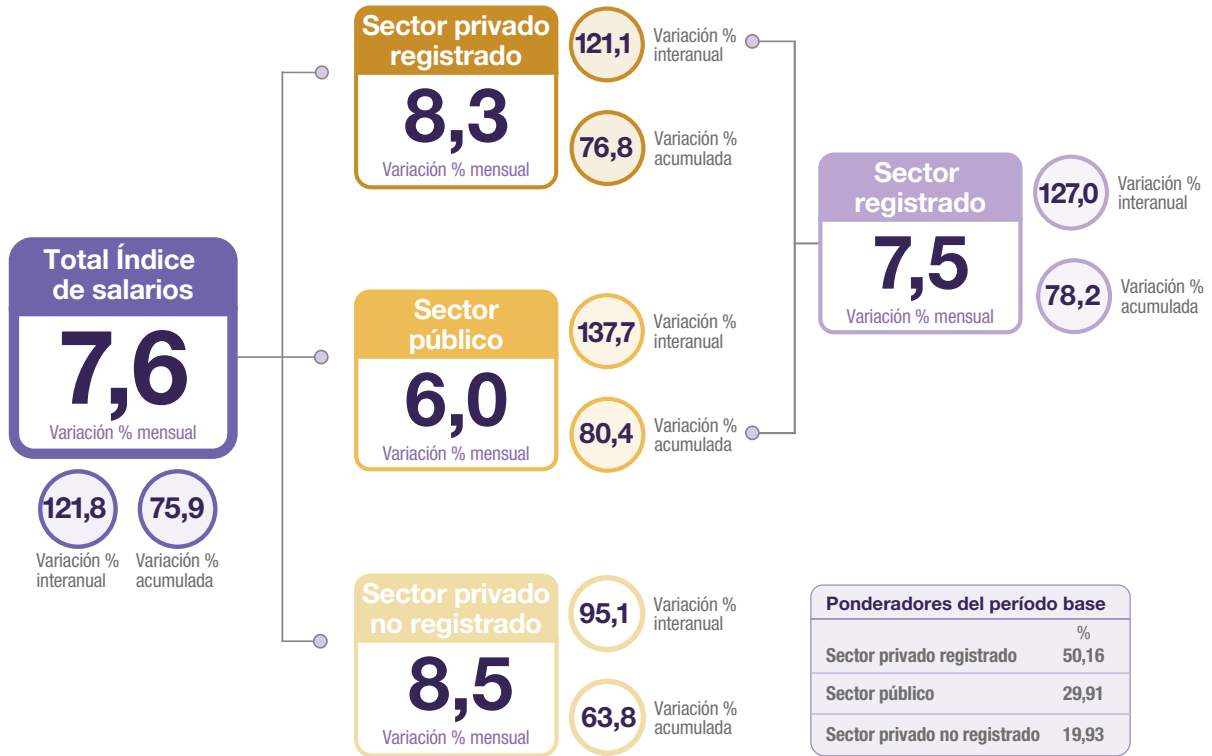 Total Índice
de salarios
7,6
Variación % mensual
121,8
Variación %
interanual
75,9
Variación %
acumulada
Sector privado
registrado
8,3
Variación % mensual
121,1
Variación %
interanual
76,8
Variación %
acumulada
Sector
público
6,0
Variación % mensual
137,7
Variación %
interanual
80,4
Variación %
acumulada
Sector privado
no registrado
8,5
Variación % mensual
95,1
Variación %
interanual
63,8
Variación %
acumulada
Sector
registrado
7,5
Variación % mensual
127,0
Variación %
interanual
78,2
Variación %
acumulada
Ponderadores del período base
%
Sector privado registrado 50,16
Sector público 29,91
Sector privado no registrado 19,93